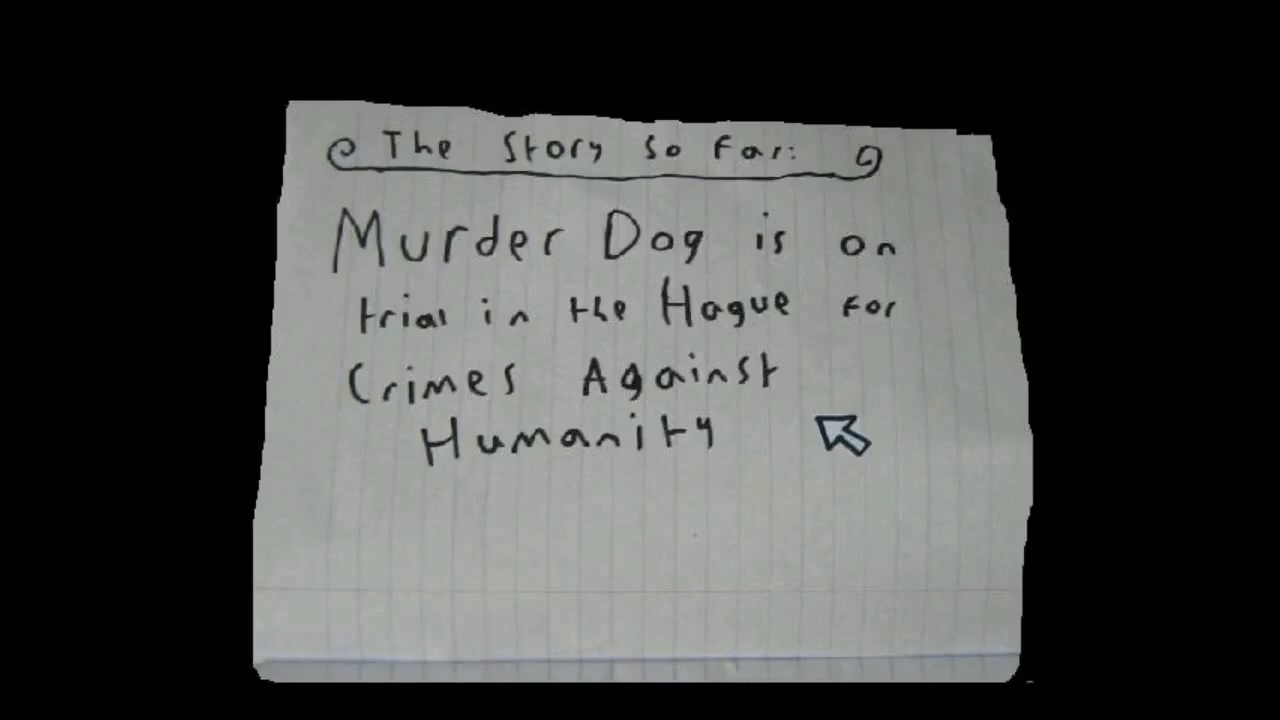 The Story So Far:
Murder Dog is on
trial in the Hague for
Crimes Against
Humanity